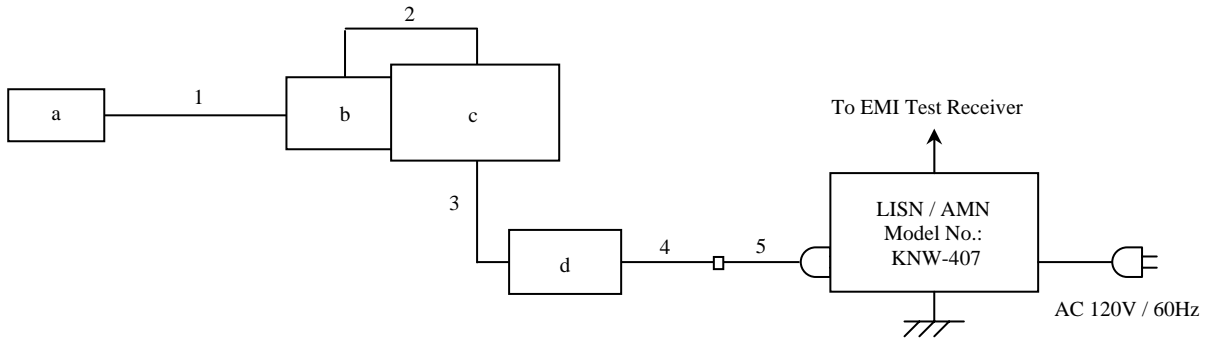 2
a
1
b
c
To EMI Test Receiver
3
LISN / AMN
Model No.:
KNW-407
d
4
5
AC 120V / 60Hz